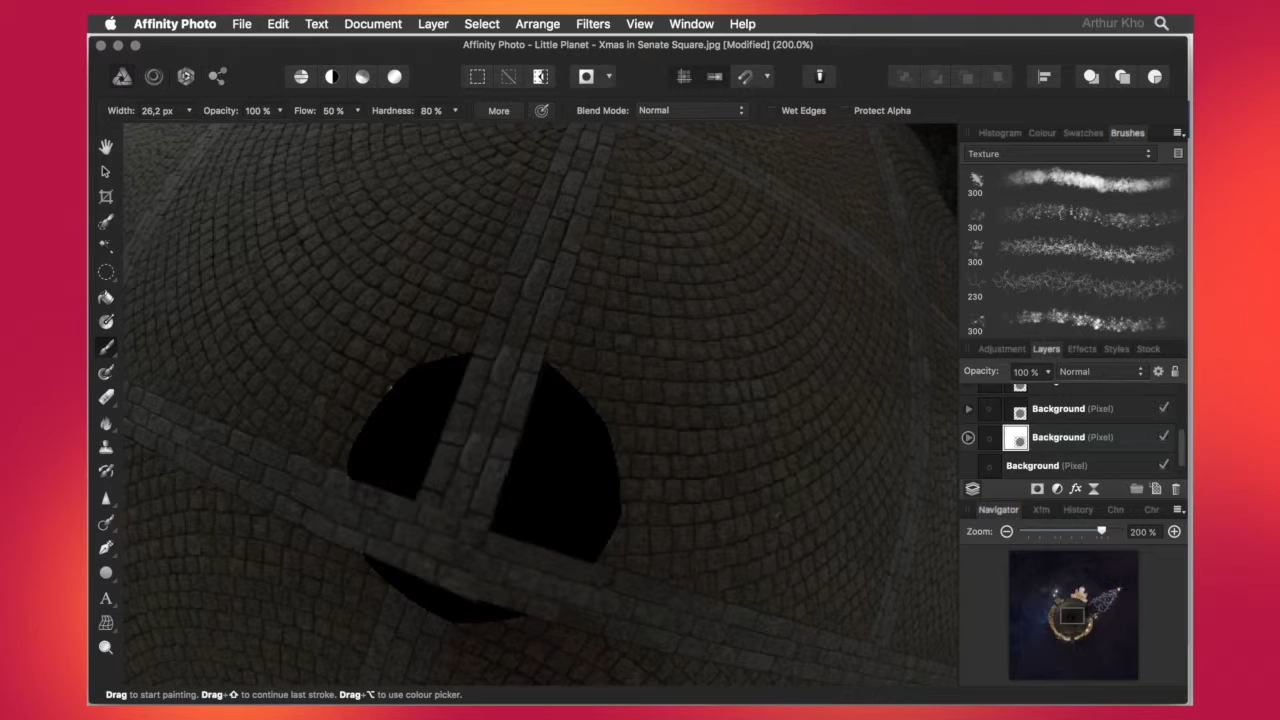 Affinity Photo File Edit Text Document Layer Select Arrange Filters View Window Help Arthur Kho
Affinity Photo - Little Planet - Xmas in Senate Square.jpg [Modified] (200.0%)
Width: 26,2 px Opacity: 100 % Flow: 50 % Hardness: 80 % More Blend Mode: Normal Wet Edges Protect Alpha
Histogram Colour Swatches Brushes
Texture
300
300
300
230
300
Adjustment Layers Effects Styles Stock
Opacity: 100 % Normal
Background (Pixel)
Background (Pixel)
Background (Pixel)
Navigator Xfm History Chn Chr
Zoom: 200 %
Drag to start painting. Drag+⇧ to continue last stroke. Drag+⌥ to use colour picker.